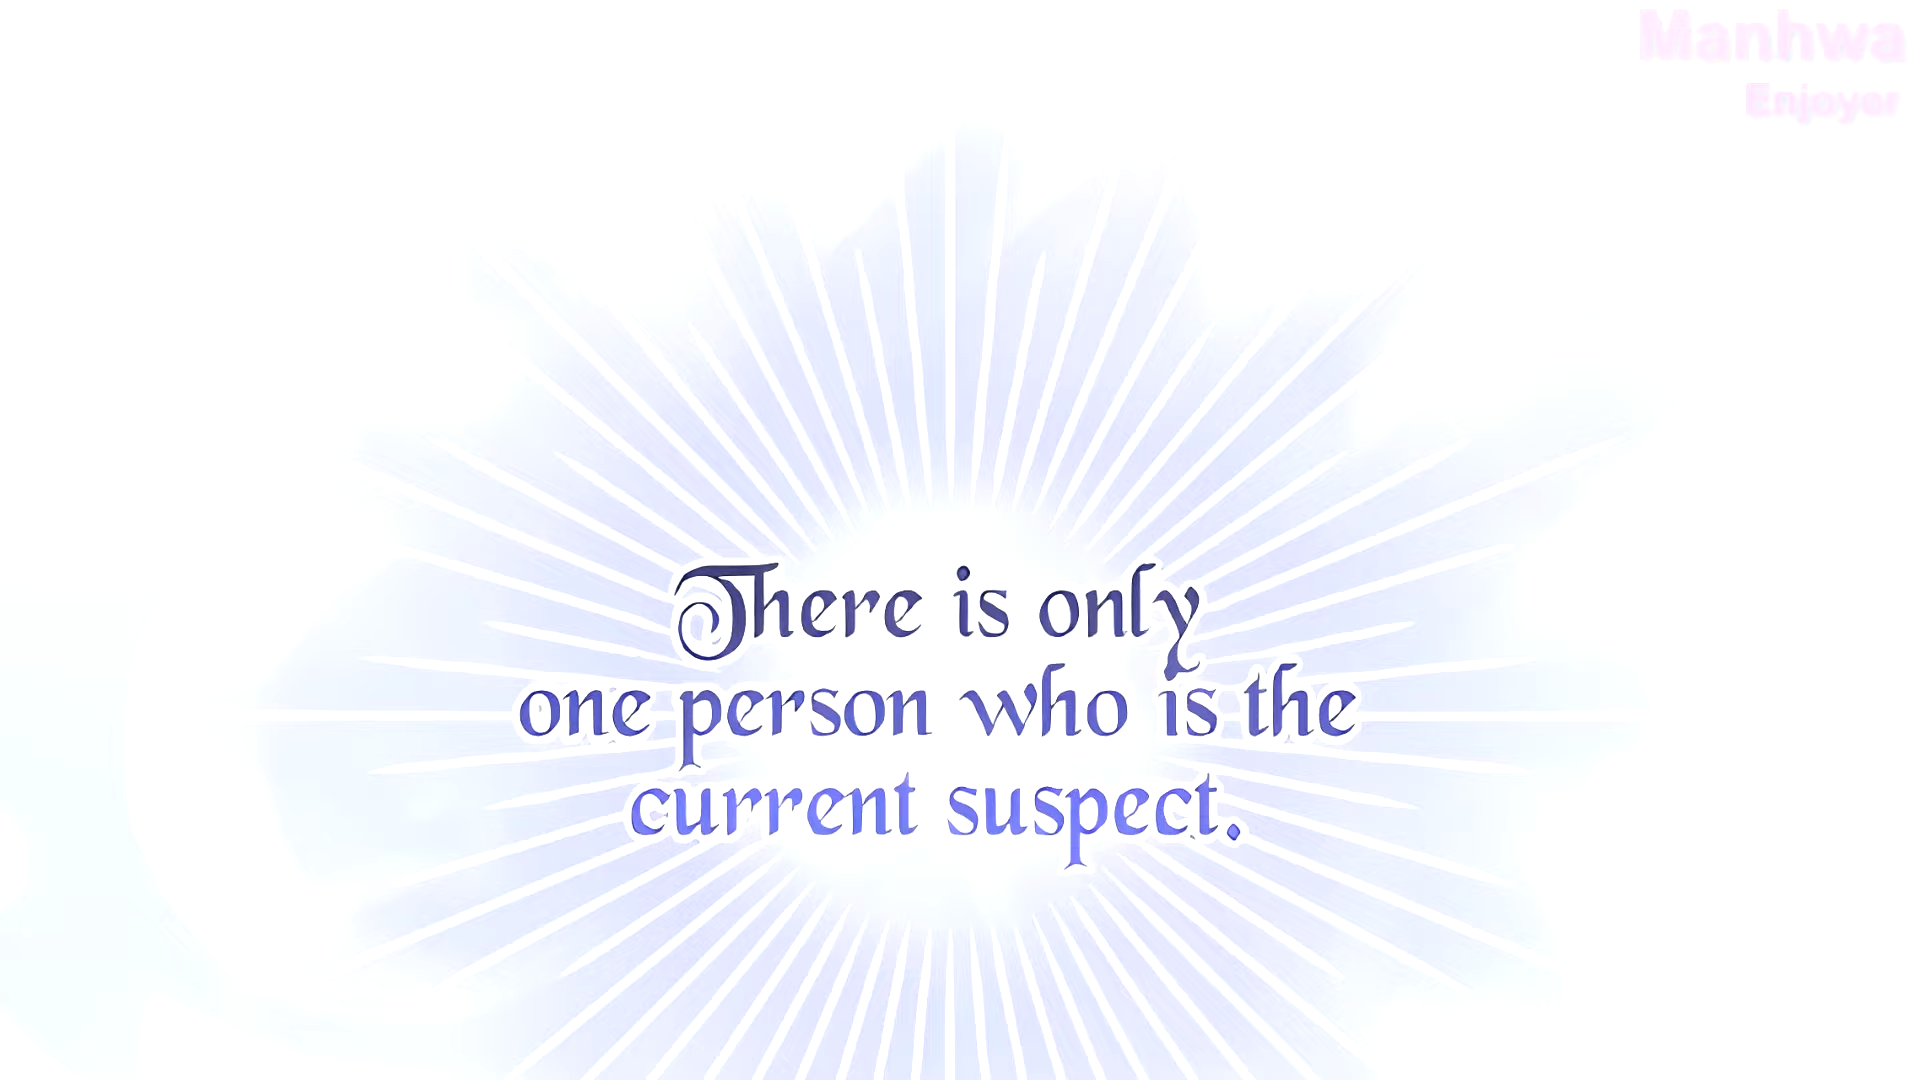 Manhwa
Enjoyer
There is only
one person who is the
current suspect.